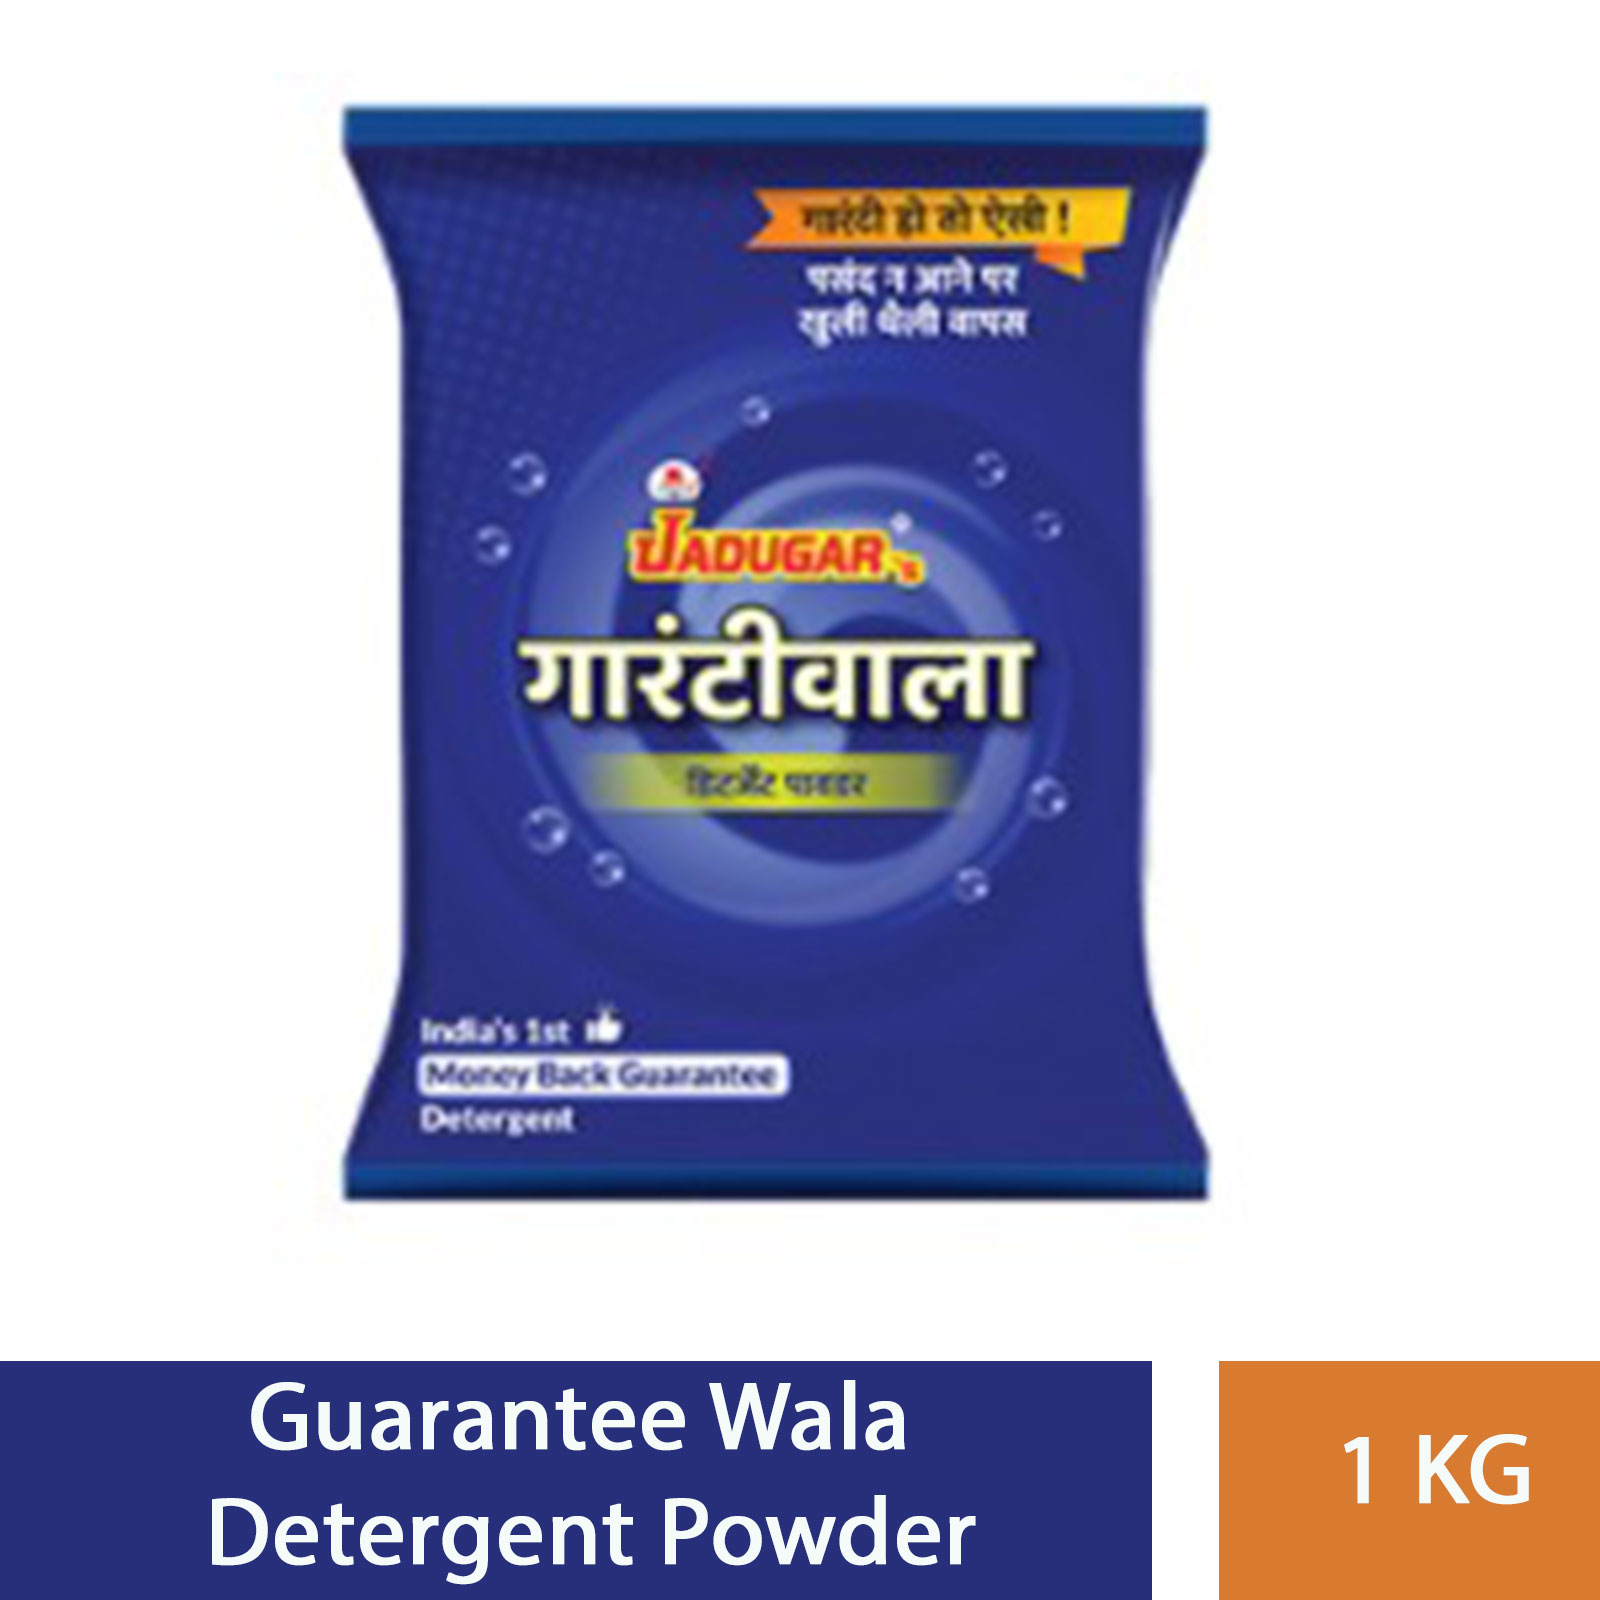 गारंटी हो तो ऐसी !
पसंद न आने पर
खुली थैली वापस
JADUGAR's
गारंटीवाला
डिटर्जेंट पावडर
India's 1st
Money Back Guarantee
Detergent
Guarantee Wala
Detergent Powder
1 KG